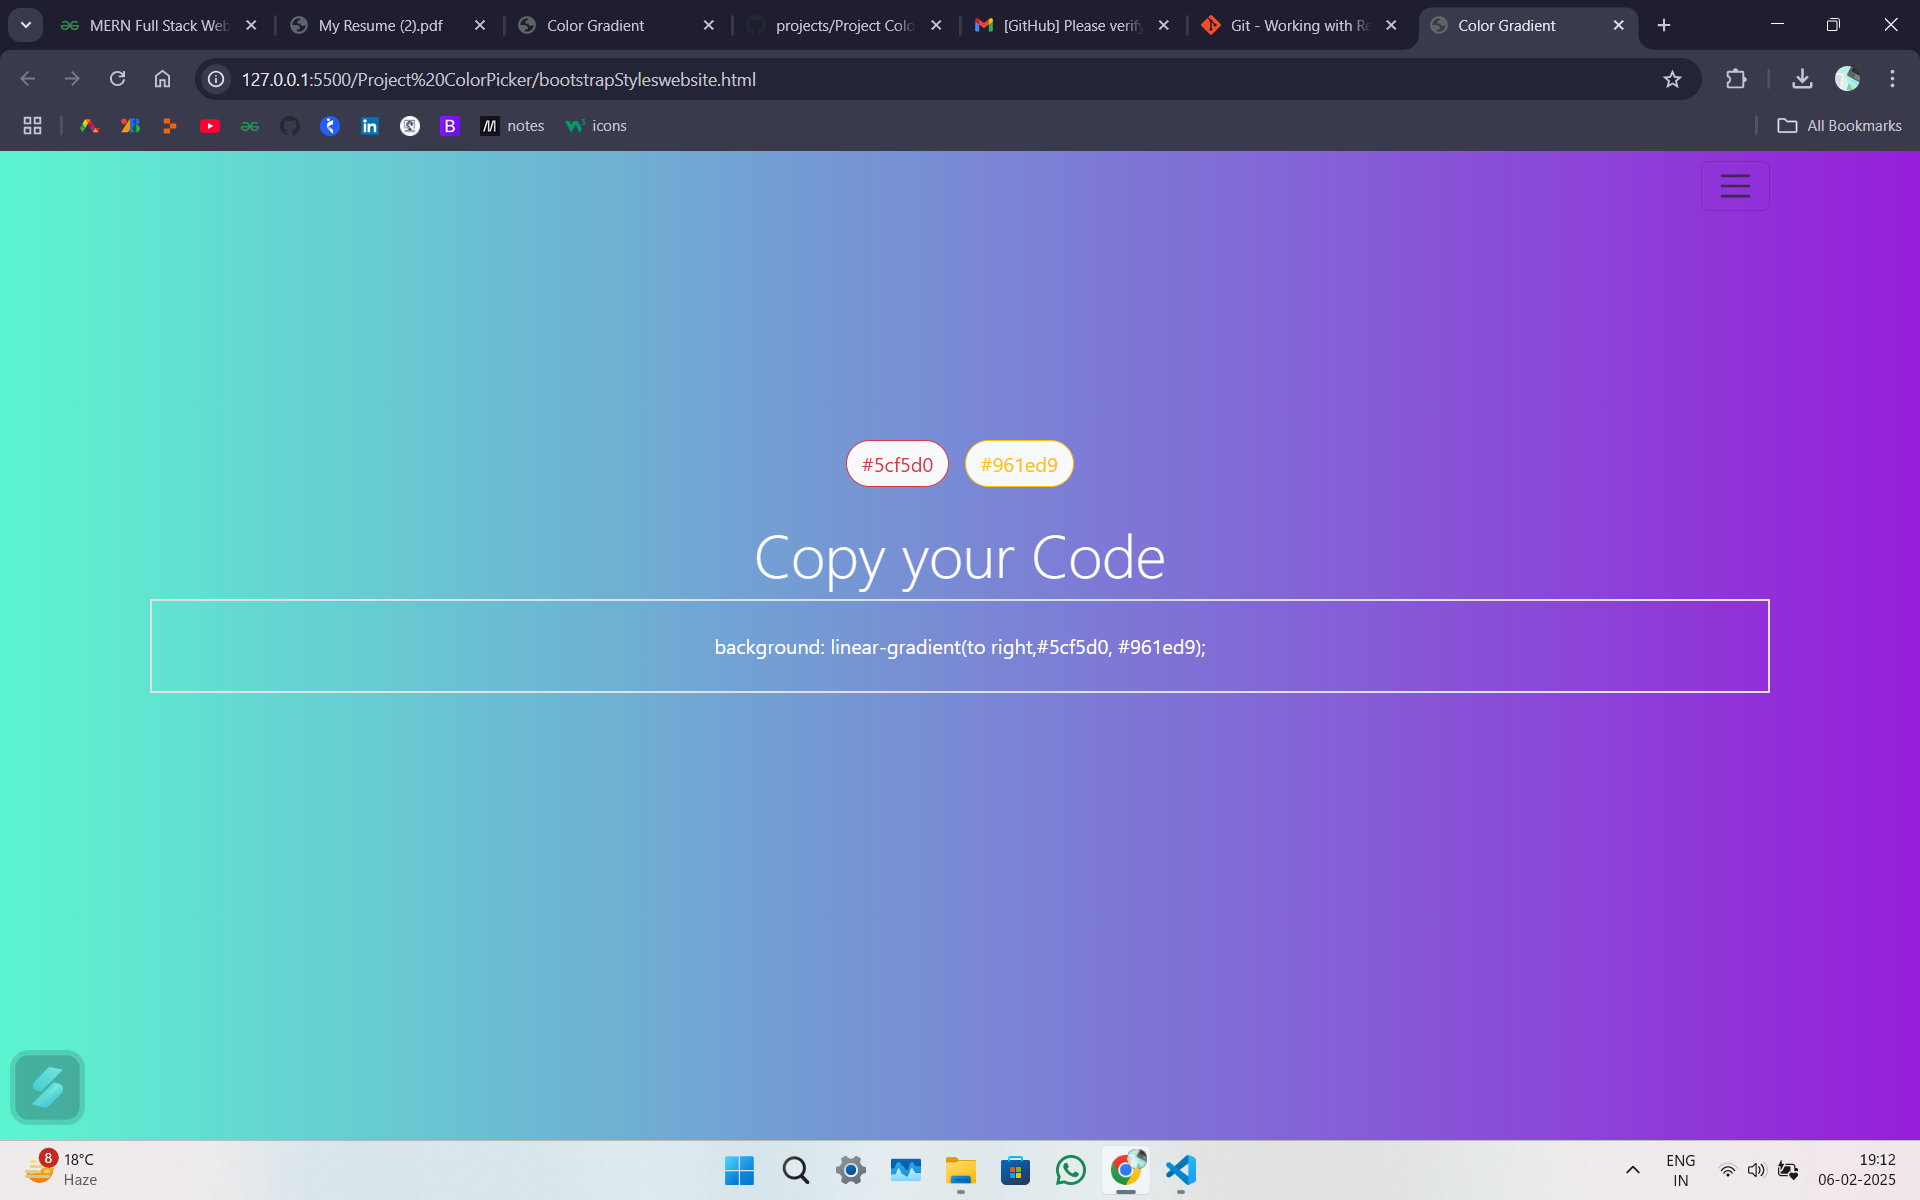 MERN Full Stack Web
My Resume (2).pdf
Color Gradient
projects/Project Colo
[GitHub] Please verify
Git - Working with Re
Color Gradient
127.0.0.1:5500/Project%20ColorPicker/bootstrapStyleswebsite.html
notes
icons
All Bookmarks
#5cf5d0
#961ed9
Copy your Code
background: linear-gradient(to right,#5cf5d0, #961ed9);
8
18°C
Haze
ENG
IN
19:12
06-02-2025